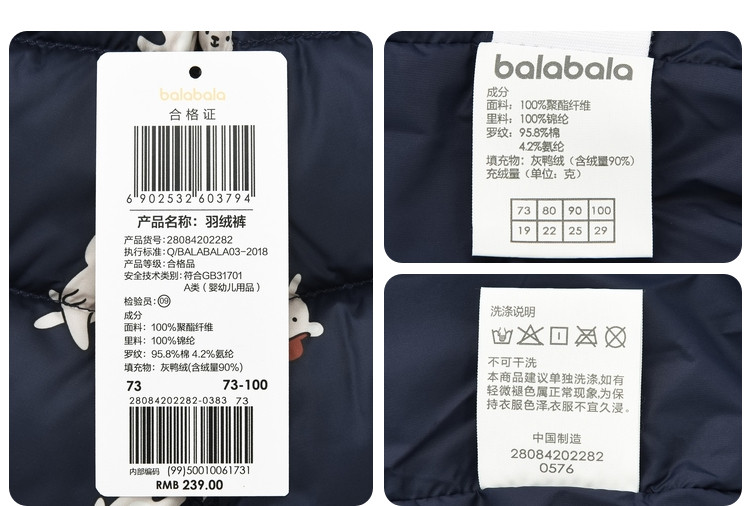 balabala
合格证
6 902532 603794
产品名称：羽绒裤
产品货号：28084202282
执行标准：Q/BALABALA03-2018
产品等级：合格品
安全技术类别：符合GB31701
A类（婴幼儿用品）
检验员：09
成分
面料：100%聚酯纤维
里料：100%锦纶
罗纹：95.8%棉 4.2%氨纶
填充物：灰鸭绒(含绒量90%)
73 73-100
28084202282-0383 73
内部编码 (99)50010061731
RMB 239.00
balabala
成分
面料：100%聚酯纤维
里料：100%锦纶
罗纹：95.8%棉
4.2%氨纶
填充物：灰鸭绒（含绒量90%）
充绒量（单位：克）
73 80 90 100
19 22 25 29
洗涤说明
不可干洗
本商品建议单独洗涤,如有
轻微褪色属正常现象,为保
持衣服色泽,衣服不宜久浸。
中国制造
28084202282
0576